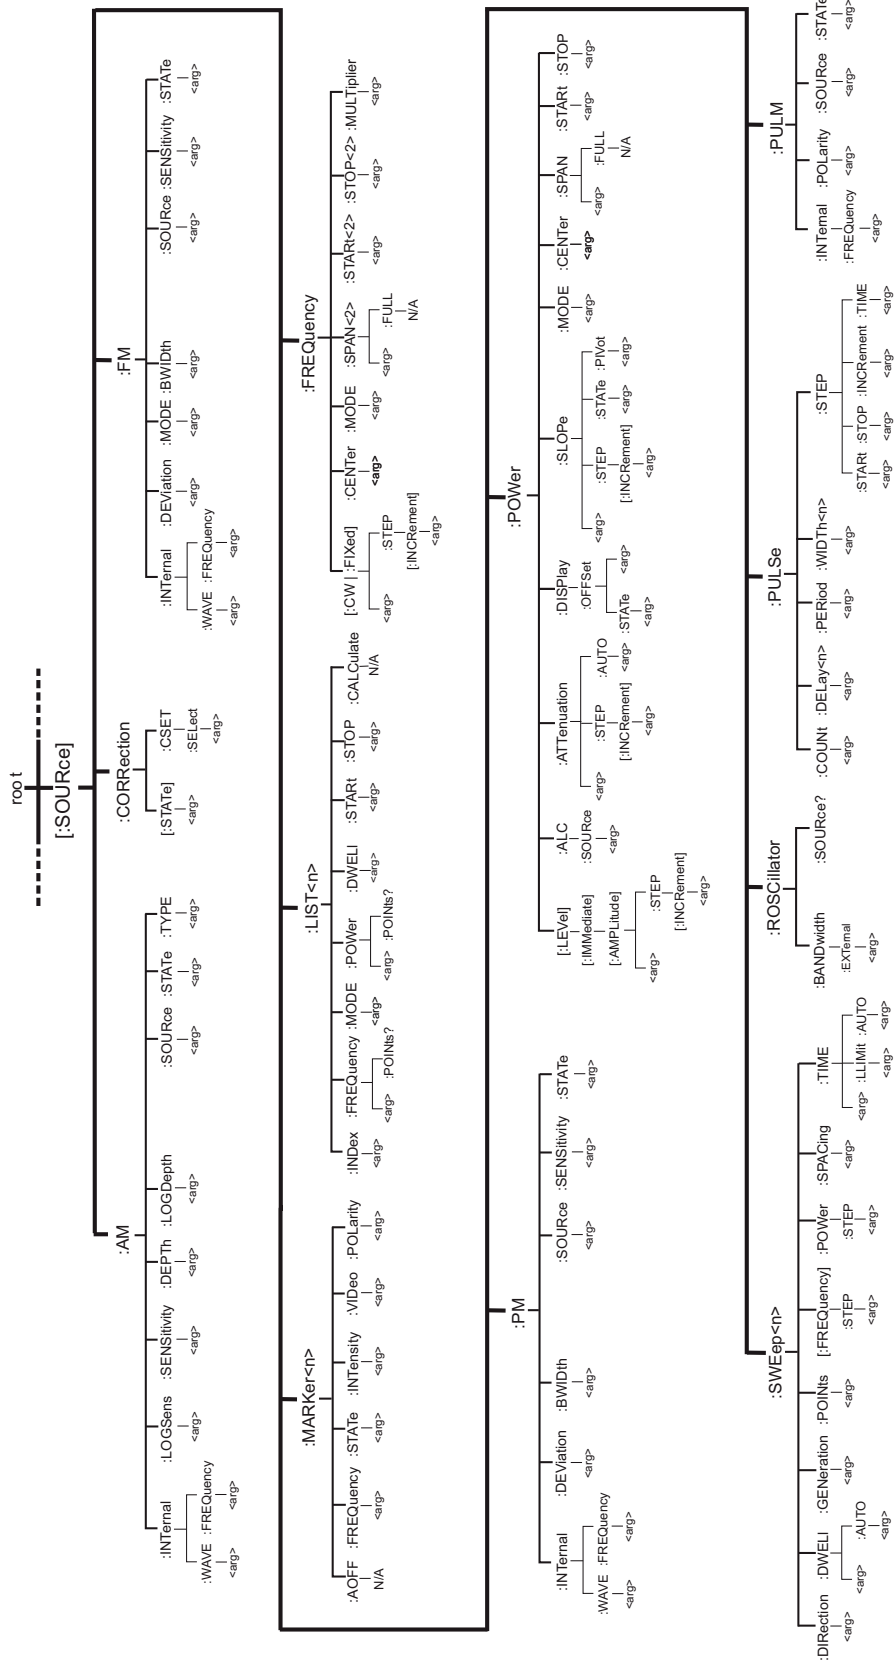 root
[:SOURce]
:AM :CORRection :FM
:INTernal :LOGSens :SENSitivity :DEPTh :LOGDepth :SOURce :STATe :TYPE [:STATe] :CSET :INTernal :DEViation :MODE :BWIDth :SOURce :SENSitivity :STATe
<arg> <arg> <arg> <arg> <arg> <arg> <arg> <arg> :SELect <arg> <arg> <arg> <arg> <arg> <arg>
:WAVE :FREQuency <arg> :WAVE :FREQuency
<arg> <arg> <arg> <arg>
:MARKer<n> :LIST<n> :FREQuency
:AOFF :FREQuency :STATe :INTensity :VIDeo :POLarity :INDex :FREQuency :MODE :POWer :DWELl :STARt :STOP :CALCulate [:CW | :FIXed] :CENTer :MODE :SPAN<2> :STARt<2> :STOP<2> :MULTiplier
N/A <arg> <arg> <arg> <arg> <arg> <arg> <arg> <arg> <arg> <arg> N/A <arg> <arg> <arg> <arg> <arg>
<arg> :POINts? <arg> :POINts? <arg> :STEP <arg> :FULL
[:INCRement] N/A
<arg>
:PM :POWer
:INTernal :DEViation :BWIDth :SOURce :SENSitivity :STATe [:LEVel] :ALC :ATTenuation :DISPlay :SLOPe :MODE :CENTer :SPAN :STARt :STOP
<arg> <arg> <arg> <arg> <arg> [:IMMediate] :SOURce :OFFSet <arg> <arg> <arg> <arg>
:WAVE :FREQuency [:AMPLitude] <arg> <arg> :STEP :AUTO :STATe <arg> <arg> :STEP :STATe :PIVot <arg> :FULL
<arg> <arg> [:INCRement] <arg> <arg> [:INCRement] <arg> <arg> N/A
<arg> :STEP <arg> <arg>
[:INCRement]
<arg>
:SWEep<n> :ROSCillator :PULSe :PULM
:DIRection :DWELl :GENeration :POINts [:FREQuency] :POWer :SPACing :TIME :BANDwidth :SOURce? :COUNt :DELay<n> :PERiod :WIDTh<n> :STEP :INTernal :POLarity :SOURce :STATe
<arg> <arg> <arg> :STEP :STEP <arg> :EXTernal <arg> <arg> <arg> <arg> :FREQuency <arg> <arg> <arg>
<arg> :AUTO <arg> <arg> <arg> :LLIMit :AUTO <arg> :STARt :STOP :INCRement :TIME <arg>
<arg> <arg> <arg> <arg> <arg> <arg> <arg>